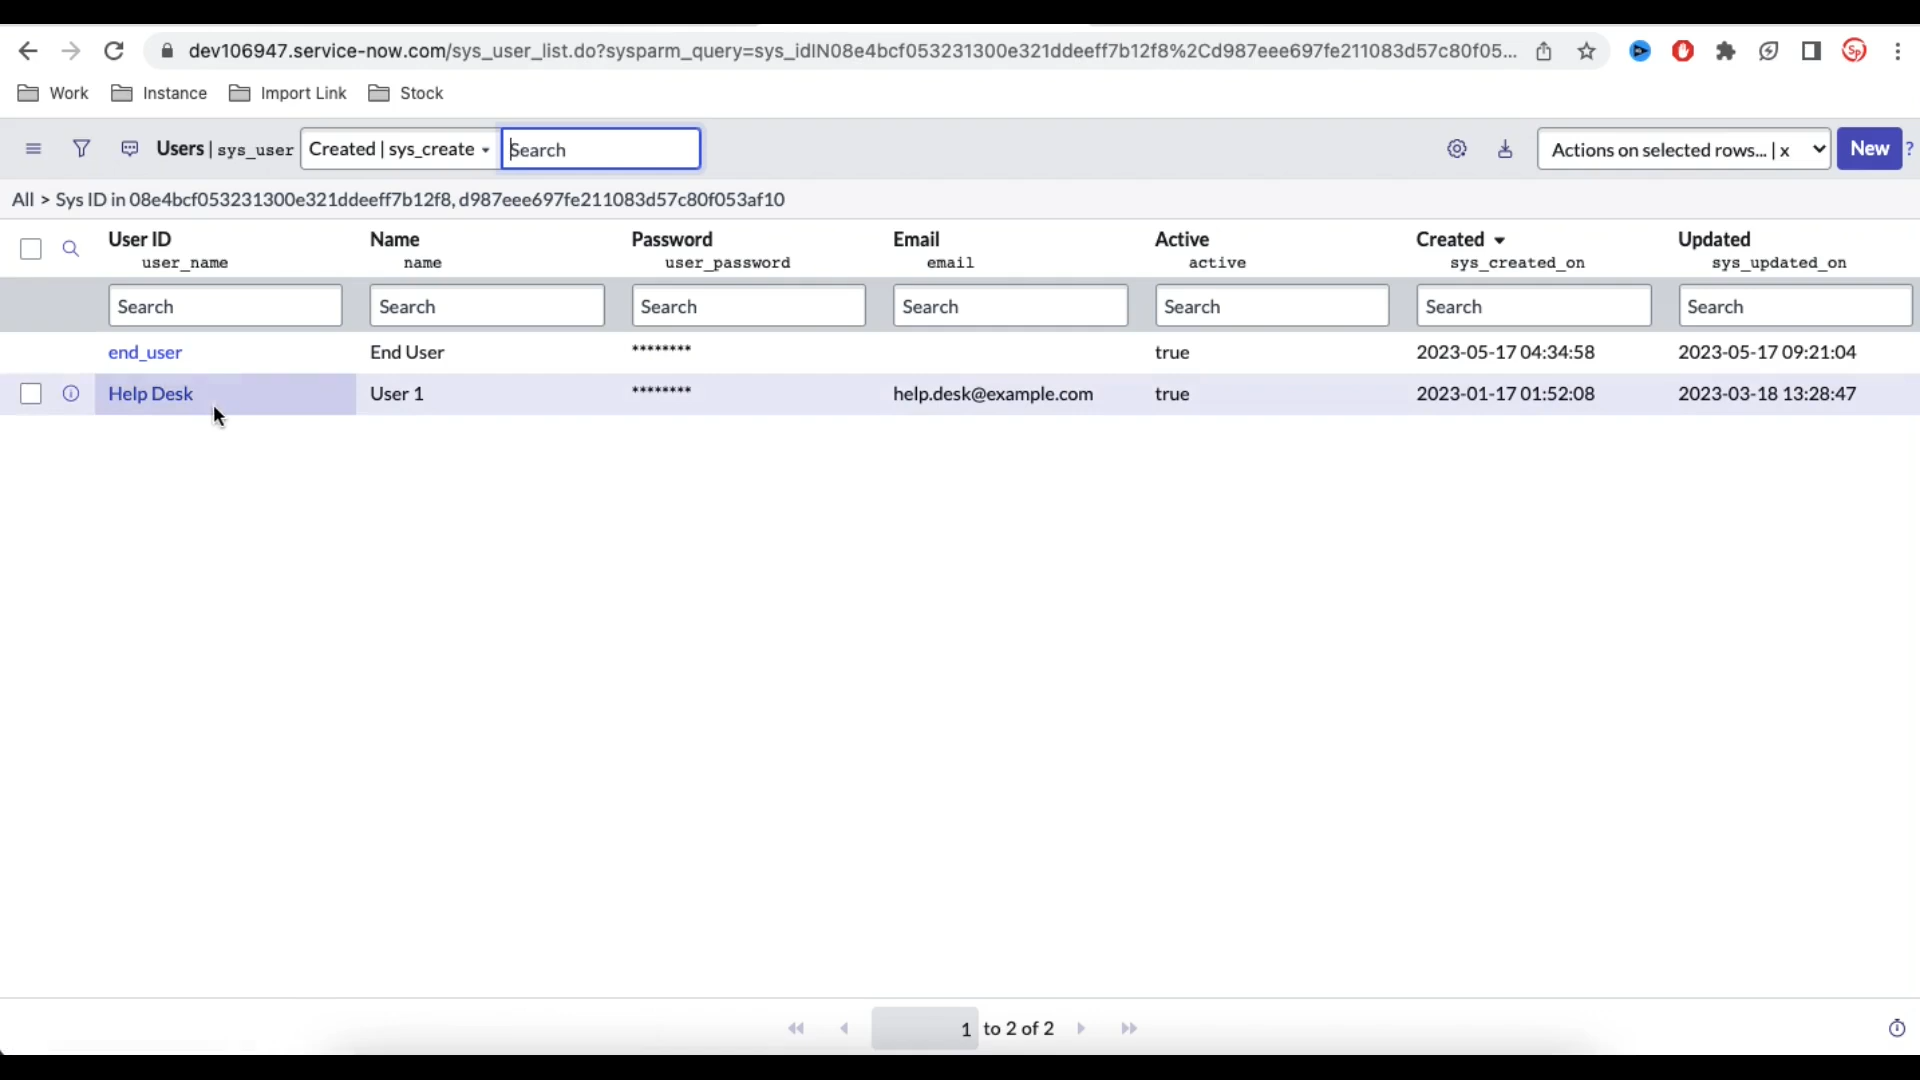 dev106947.service-now.com/sys_user_list.do?sysparm_query=sys_idIN08e4bcf053231300e321ddeeff7b12f8%2Cd987eee697fe211083d57c80f05...
Sp
Work Instance Import Link Stock
Users | sys_user Created | sys_create Search Actions on selected rows... | x New ?
All > Sys ID in 08e4bcf053231300e321ddeeff7b12f8, d987eee697fe211083d57c80f053af10
User ID Name Password Email Active Created Updated
user_name name user_password email active sys_created_on sys_updated_on
Search Search Search Search Search Search Search
end_user End User ******** true 2023-05-17 04:34:58 2023-05-17 09:21:04
Help Desk User 1 ******** help.desk@example.com true 2023-01-17 01:52:08 2023-03-18 13:28:47
1 to 2 of 2